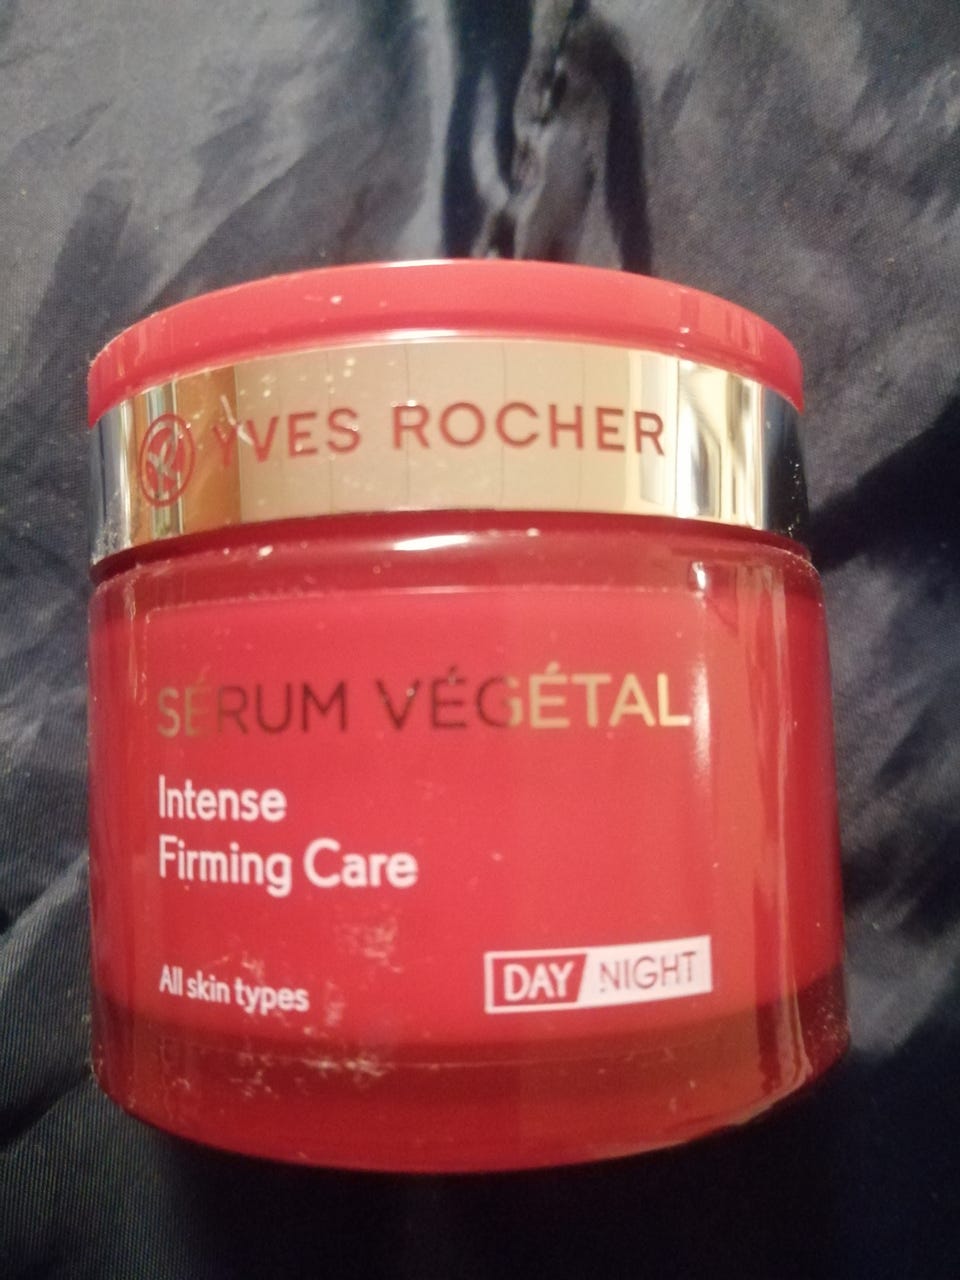 YVES ROCHER
SÉRUM VÉGÉTAL
Intense
Firming Care
All skin types
DAY NIGHT